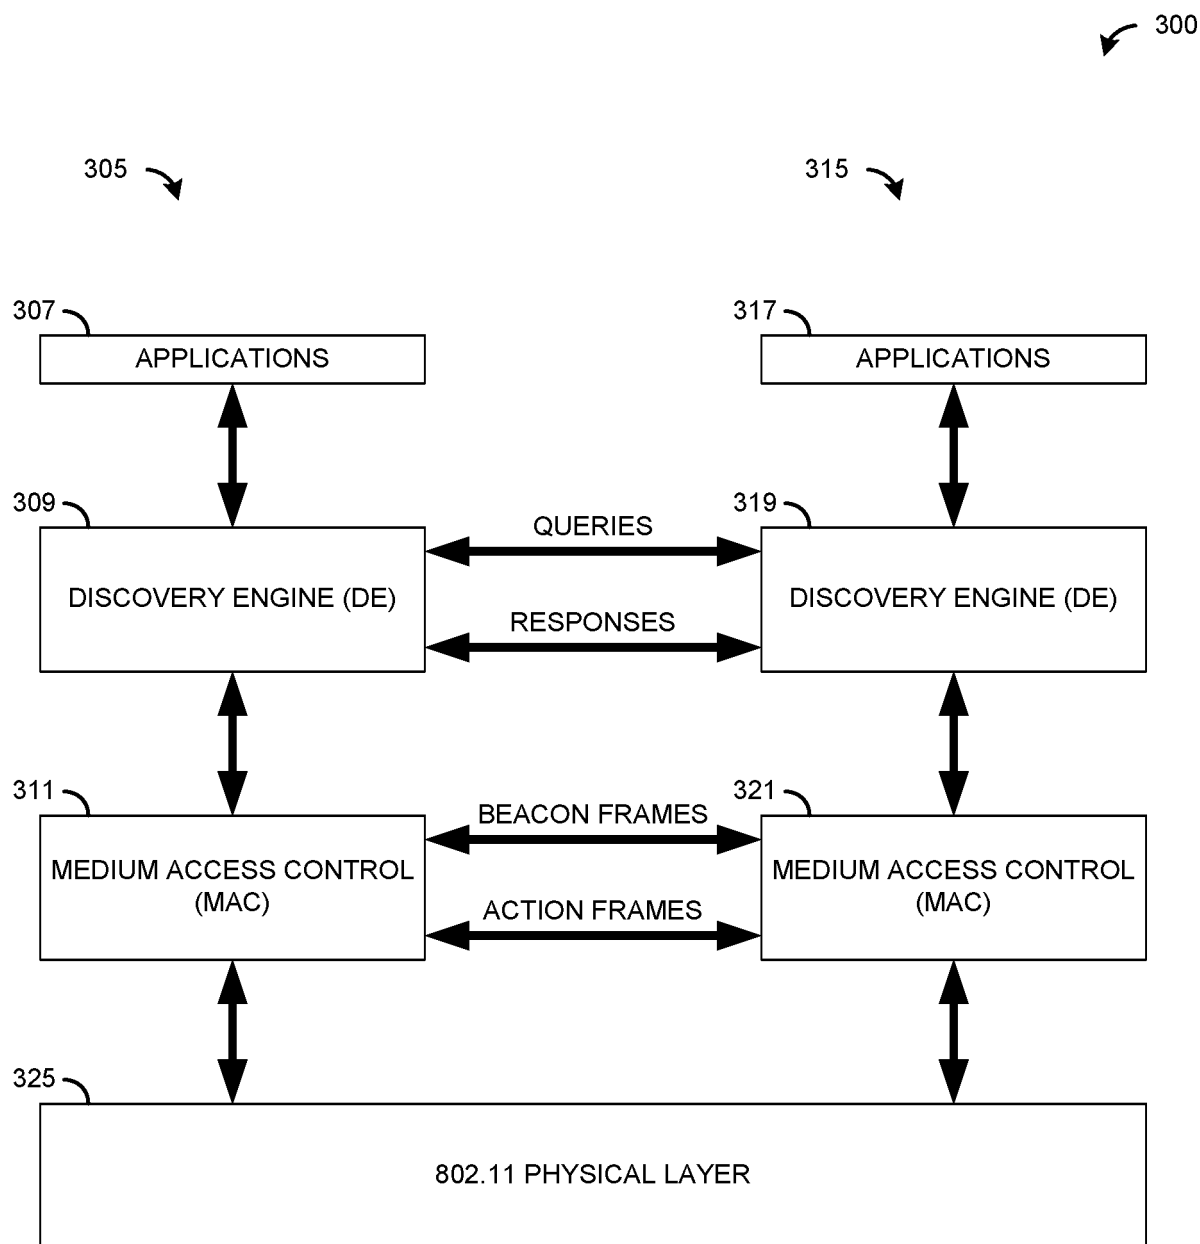 300
305
315
307
317
APPLICATIONS
APPLICATIONS
309
319
QUERIES
DISCOVERY ENGINE (DE)
DISCOVERY ENGINE (DE)
RESPONSES
311
321
BEACON FRAMES
MEDIUM ACCESS CONTROL
(MAC)
MEDIUM ACCESS CONTROL
(MAC)
ACTION FRAMES
325
802.11 PHYSICAL LAYER